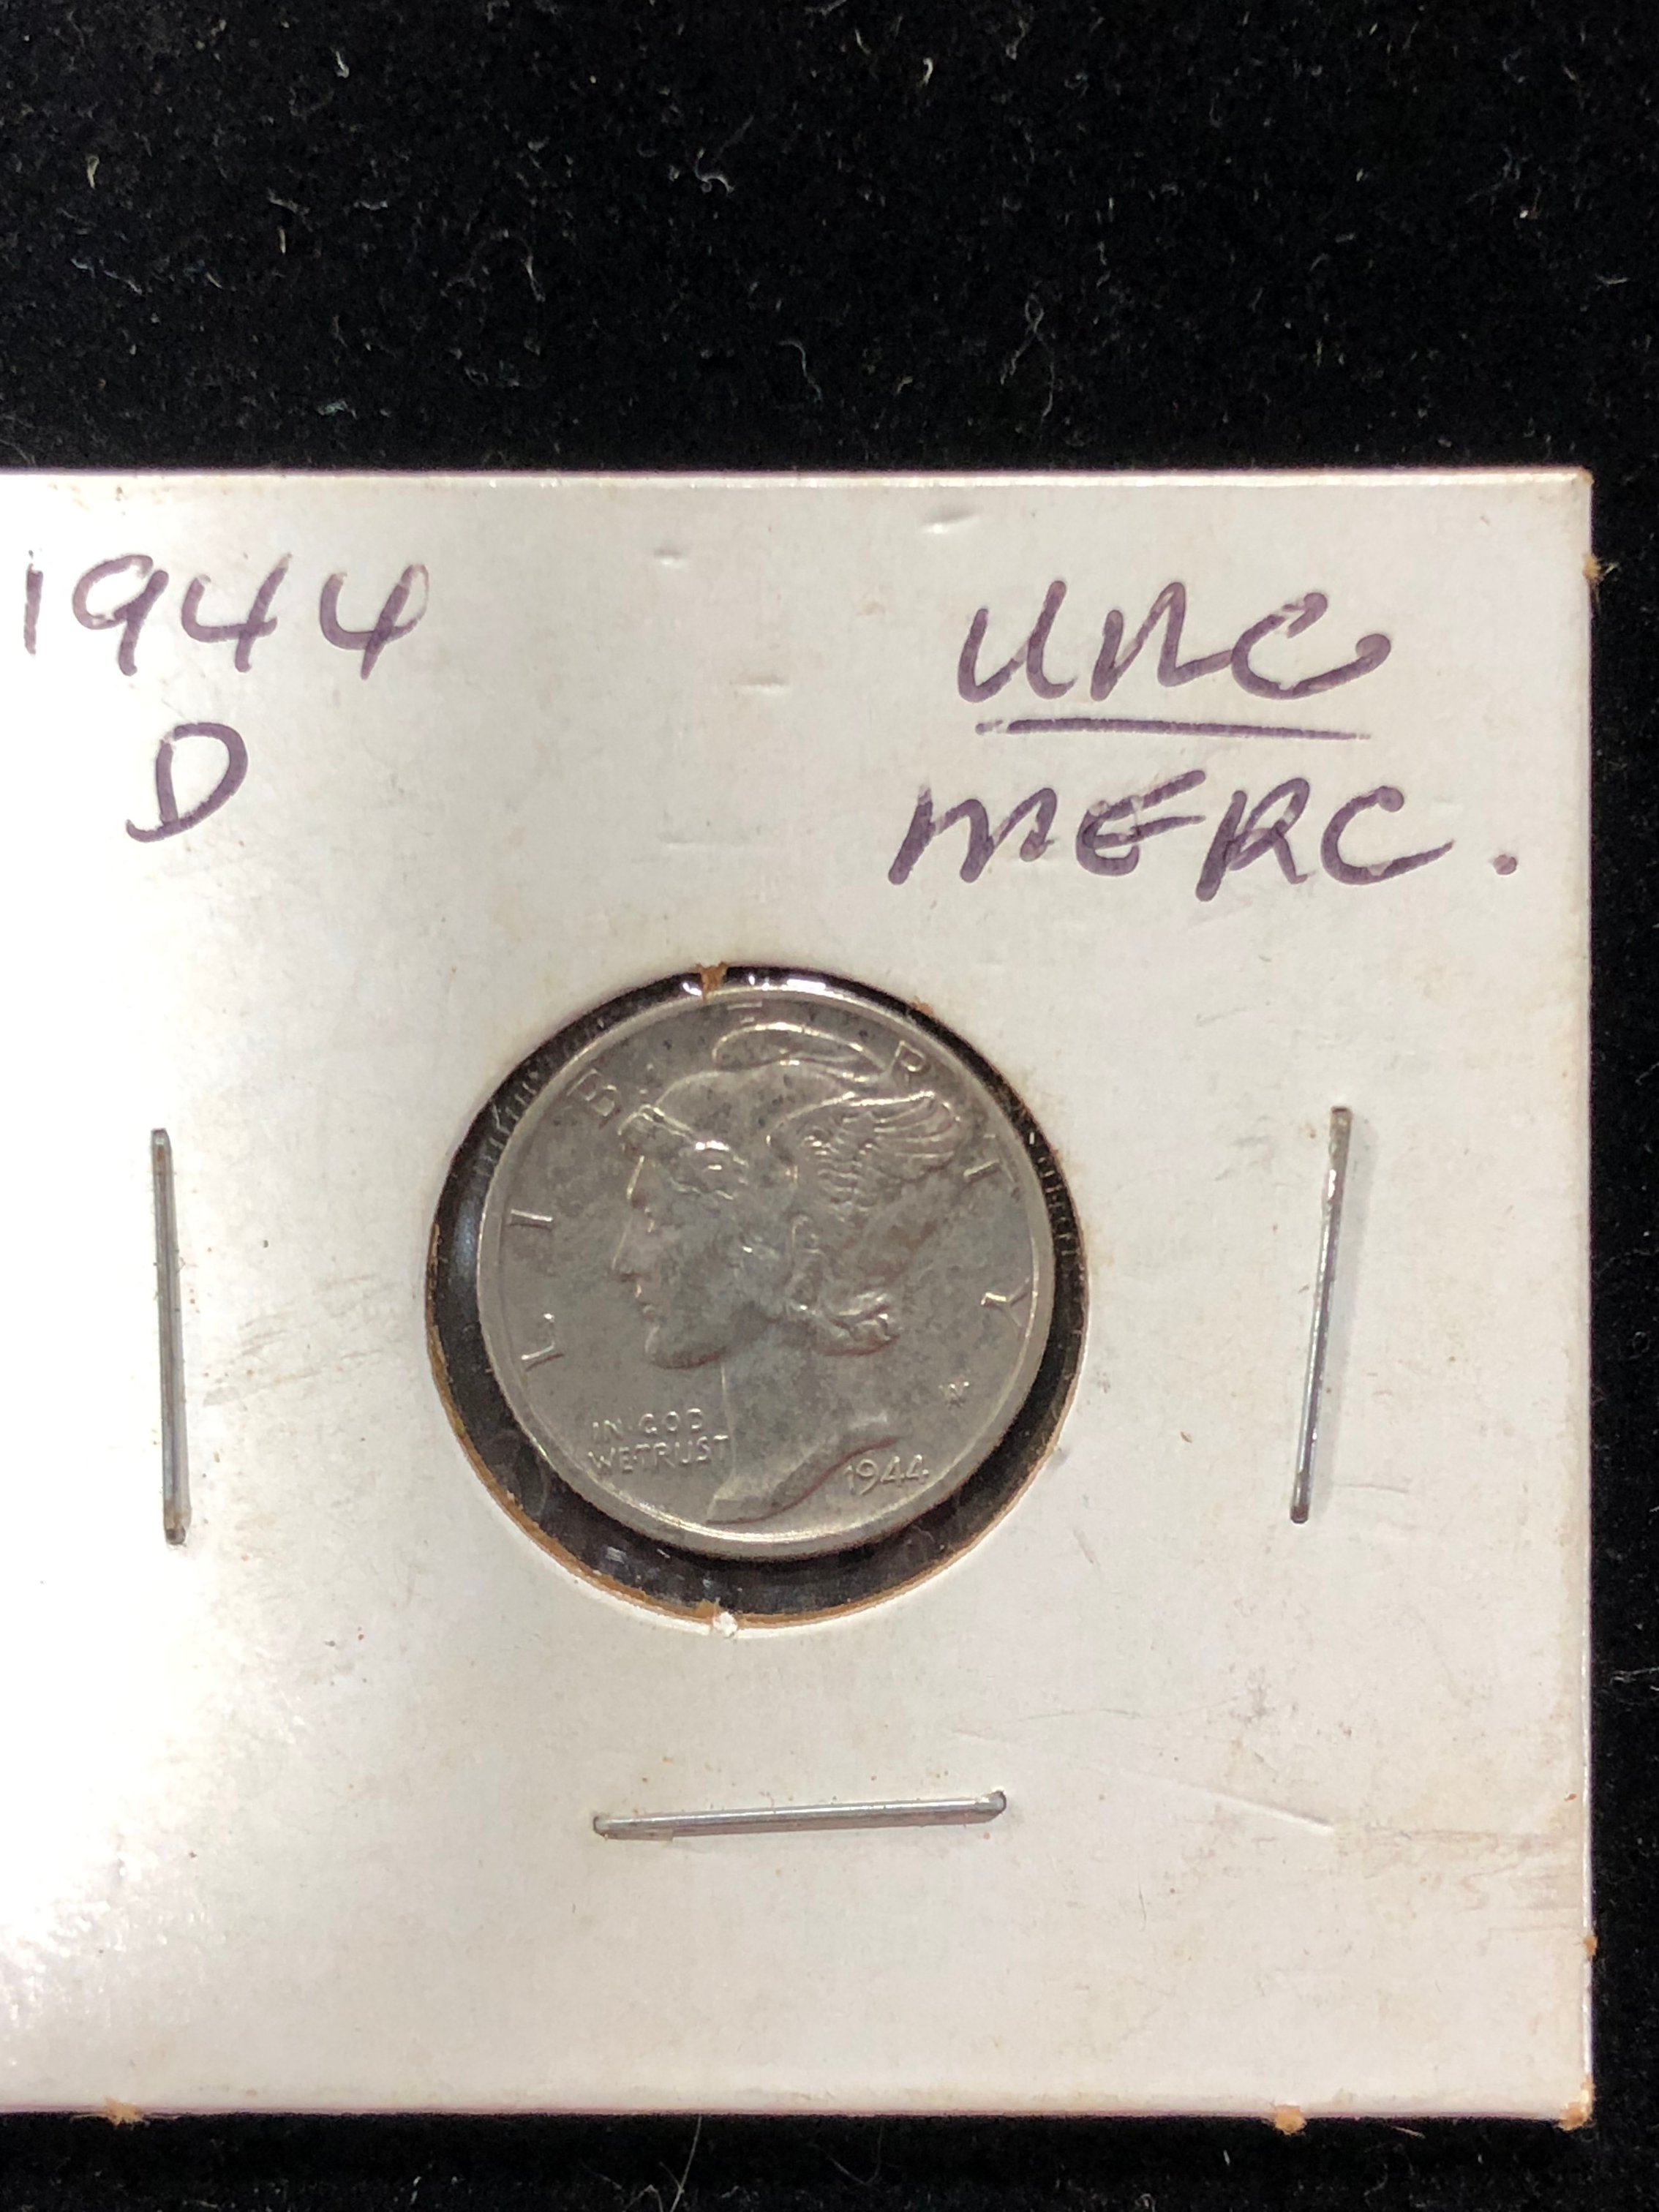 1944
D
UNC
MERC.
LIBERTY
IN GOD
WE TRUST
W
1944